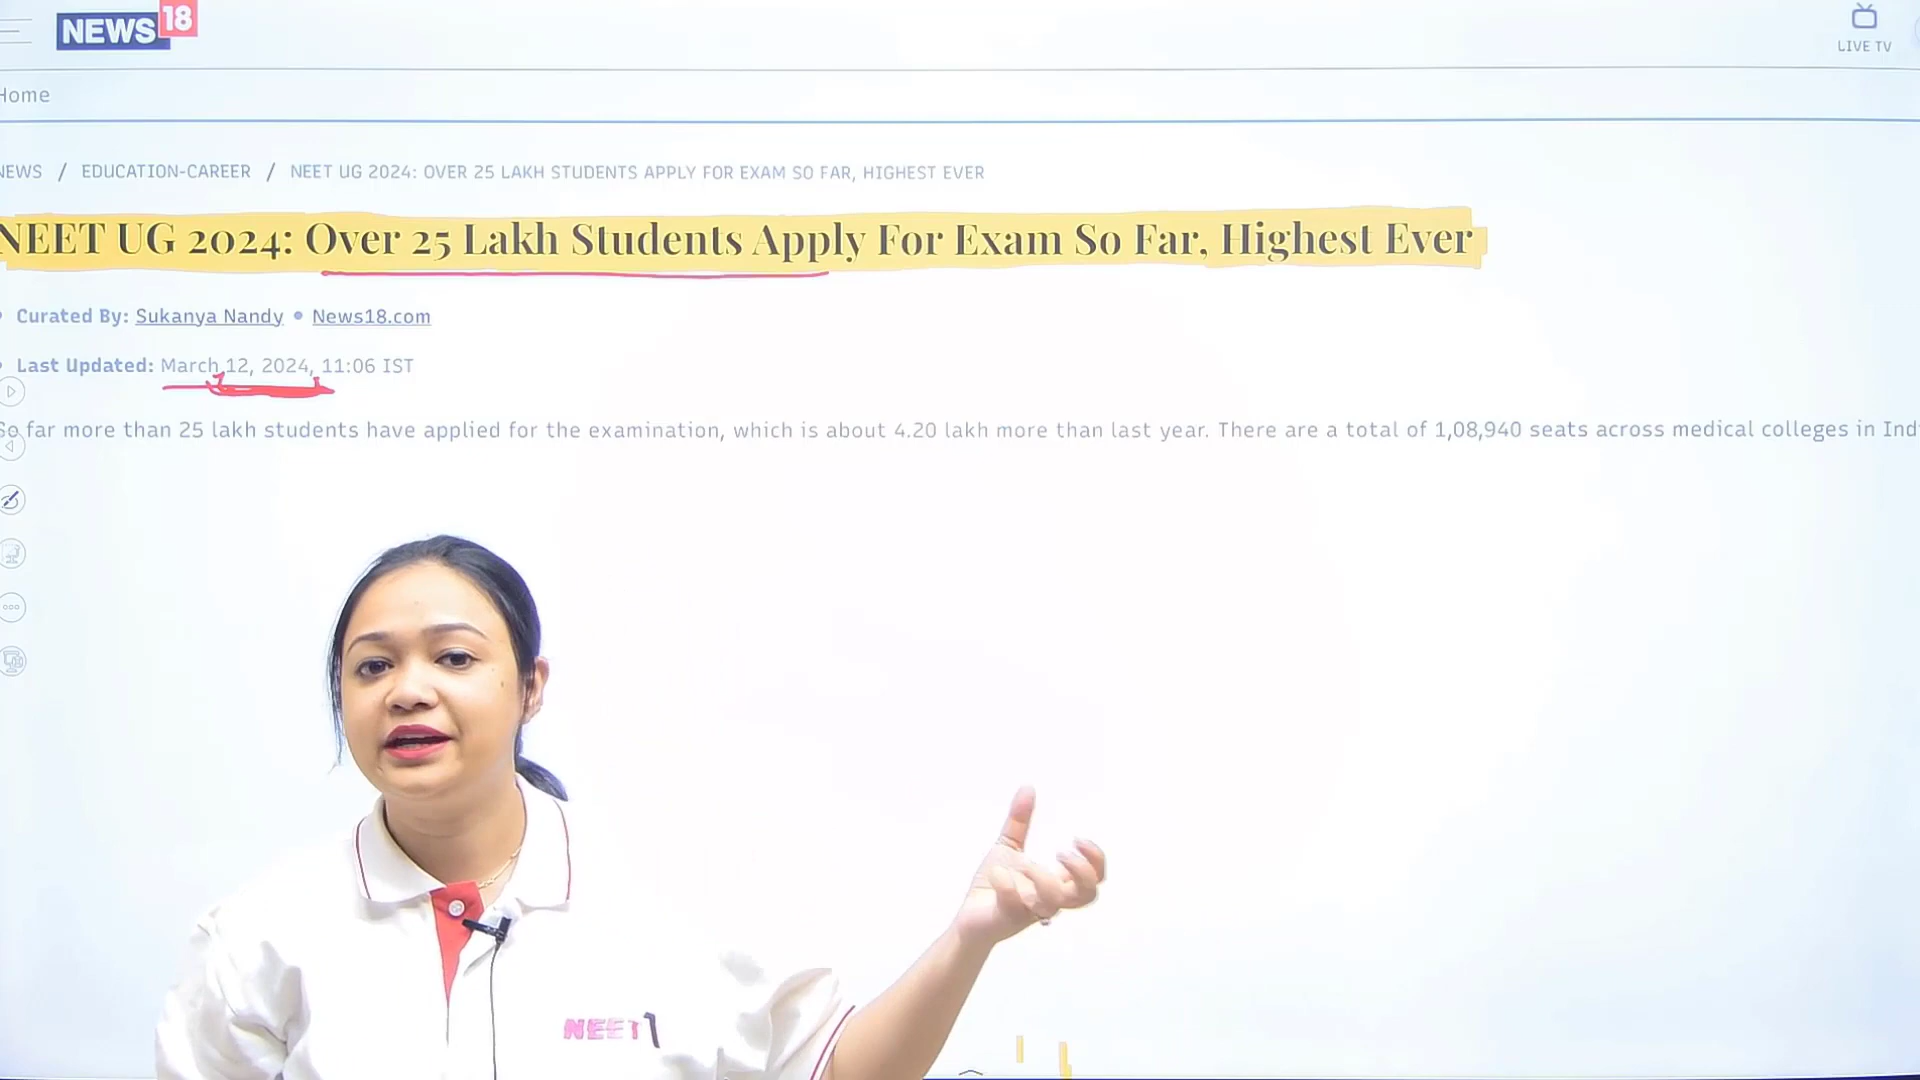 NEWS 18
LIVE TV
Home
NEWS / EDUCATION-CAREER / NEET UG 2024: OVER 25 LAKH STUDENTS APPLY FOR EXAM SO FAR, HIGHEST EVER
NEET UG 2024: Over 25 Lakh Students Apply For Exam So Far, Highest Ever
Curated By: Sukanya Nandy • News18.com
Last Updated: March 12, 2024, 11:06 IST
So far more than 25 lakh students have applied for the examination, which is about 4.20 lakh more than last year. There are a total of 1,08,940 seats across medical colleges in Ind
NEET